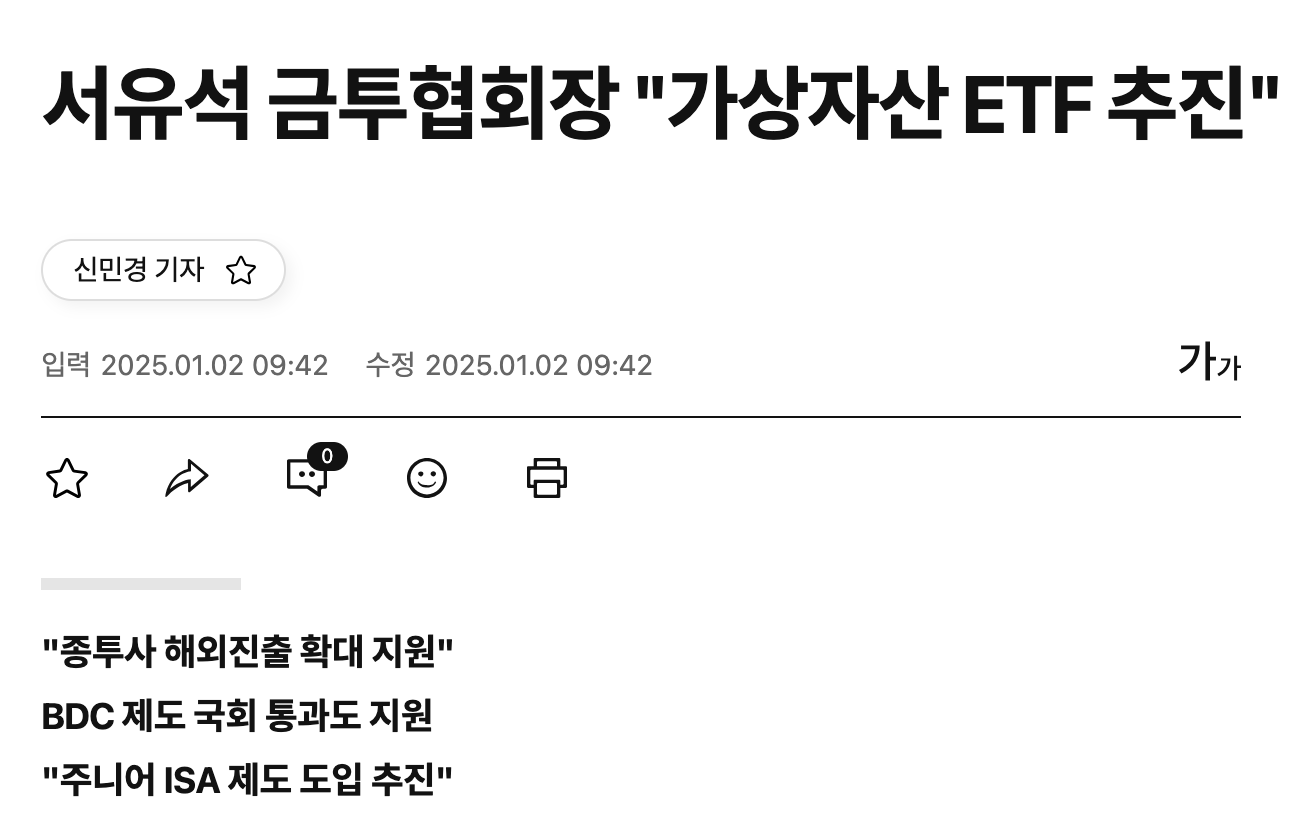 서유석 금투협회장 "가상자산 ETF 추진"
신민경 기자
입력 2025.01.02 09:42 수정 2025.01.02 09:42
가가
0
"종투사 해외진출 확대 지원"
BDC 제도 국회 통과도 지원
"주니어 ISA 제도 도입 추진"